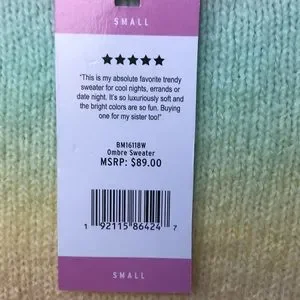 SMALL
★★★★★
“This is my absolute favorite trendy
sweater for cool nights, errands or
date night. It's so luxuriously soft and
the bright colors are so fun. Buying
one for my sister too!”
BM16118W
Ombre Sweater
MSRP: $89.00
1 92115 86424 7
SMALL